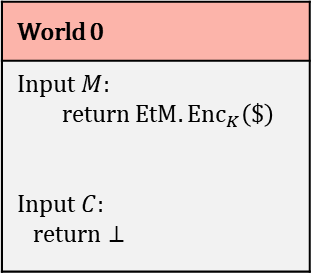 World 0
Input M:
return EtM. Enc_K($)
Input C:
return ⊥